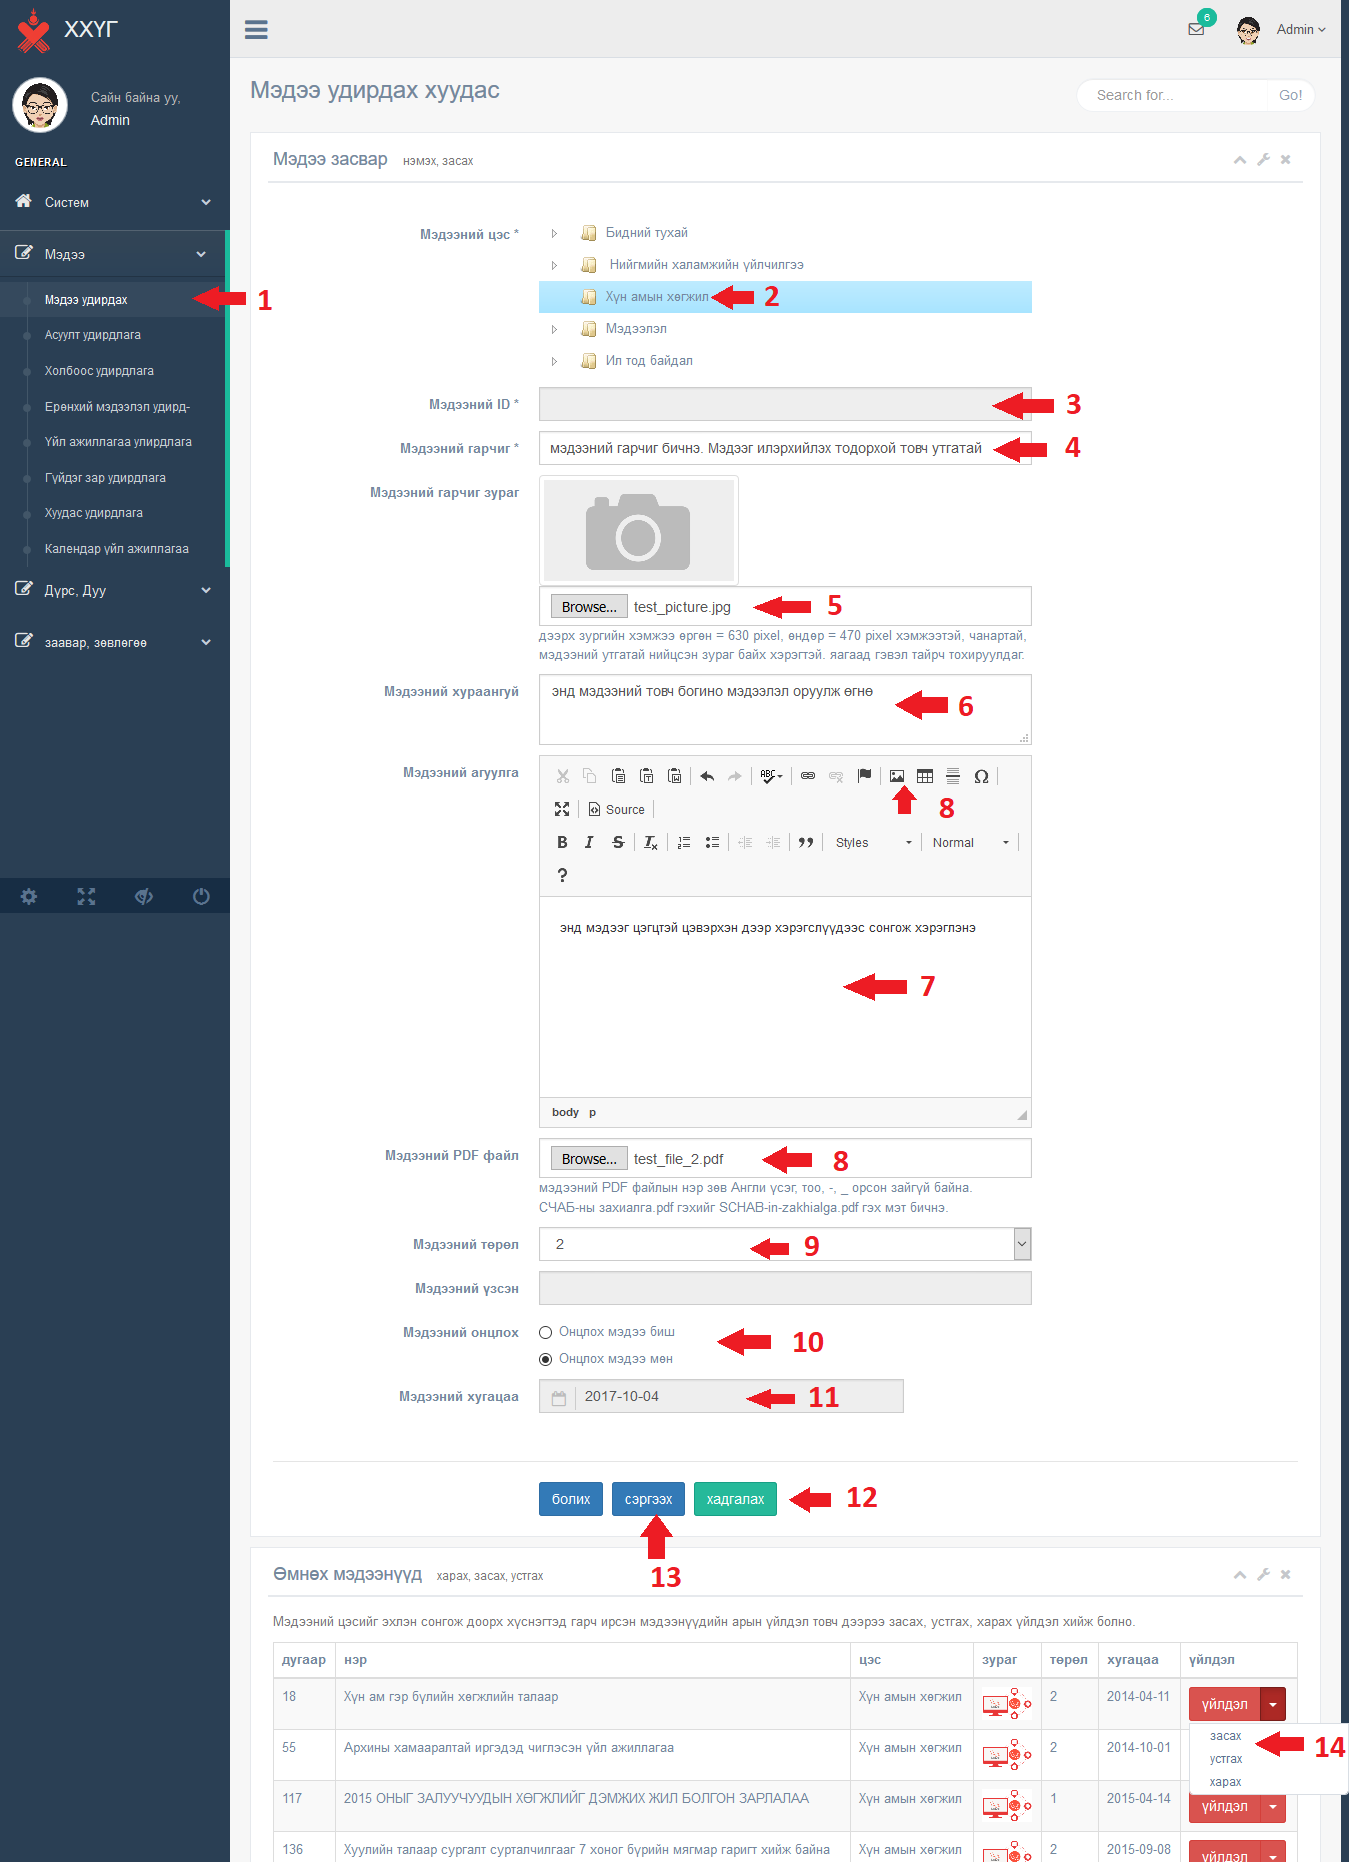 ХХҮГ
6
Admin
Сайн байна уу,
Admin
GENERAL
Систем
Мэдээ
Мэдээ удирдах
1
Асуулт удирдлага
Холбоос удирдлага
Ерөнхий мэдээлэл удирд-
Үйл ажиллагаа улирдлага
Гүйдэг зар удирдлага
Хуудас удирдлага
Календар үйл ажиллагаа
Дүрс, Дуу
заавар, зөвлөгөө
Мэдээ удирдах хуудас
Search for...
Go!
Мэдээ засвар нэмэх, засах
Мэдээний цэс *
Бидний тухай
Нийгмийн халамжийн үйлчилгээ
Хүн амын хөгжил
2
Мэдээлэл
Ил тод байдал
Мэдээний ID *
3
Мэдээний гарчиг *
мэдээний гарчиг бичнэ. Мэдээг илэрхийлэх тодорхой товч утгатай
4
Мэдээний гарчиг зураг
Browse... test_picture.jpg
5
дээрх зургийн хэмжээ өргөн = 630 pixel, өндөр = 470 pixel хэмжээтэй, чанартай,
мэдээний утгатай нийцсэн зураг байх хэрэгтэй. яагаад гэвэл тайрч тохируулдаг.
Мэдээний хураангуй
энд мэдээний товч богино мэдээлэл оруулж өгнө
6
Мэдээний агуулга
ABC
Ω
8
Source
B I S Tx
Styles
Normal
?
энд мэдээг цэгцтэй цэвэрхэн дээр хэрэгслүүдээс сонгож хэрэглэнэ
7
body p
Мэдээний PDF файл
Browse... test_file_2.pdf
8
мэдээний PDF файлын нэр зөв Англи үсэг, тоо, -, _ орсон зайгүй байна.
СЧАБ-ны захиалга.pdf гэхийг SCHAB-in-zakhialga.pdf гэх мэт бичнэ.
Мэдээний төрөл
2
9
Мэдээний үзсэн
Мэдээний онцлох
Онцлох мэдээ биш
Онцлох мэдээ мөн
10
Мэдээний хугацаа
2017-10-04
11
болих
сэргээх
хадгалах
12
13
Өмнөх мэдээнүүд харах, засах, устгах
Мэдээний цэсийг эхлэн сонгож доорх хүснэгтэд гарч ирсэн мэдээнүүдийн арын үйлдэл товч дээрээ засах, устгах, харах үйлдэл хийж болно.
дугаар нэр цэс зураг төрөл хугацаа үйлдэл
18 Хүн ам гэр бүлийн хөгжлийн талаар Хүн амын хөгжил 2 2014-04-11 үйлдэл
засах
устгах
харах
14
55 Архины хамааралтай иргэдэд чиглэсэн үйл ажиллагаа Хүн амын хөгжил 2 2014-10-01
117 2015 ОНЫГ ЗАЛУУЧУУДЫН ХӨГЖЛИЙГ ДЭМЖИХ ЖИЛ БОЛГОН ЗАРЛАЛАА Хүн амын хөгжил 1 2015-04-14 үйлдэл
136 Хуулийн талаар сургалт сурталчилгааг 7 хоног бүрийн мягмар гаригт хийж байна Хүн амын хөгжил 2 2015-09-08 үйлдэл